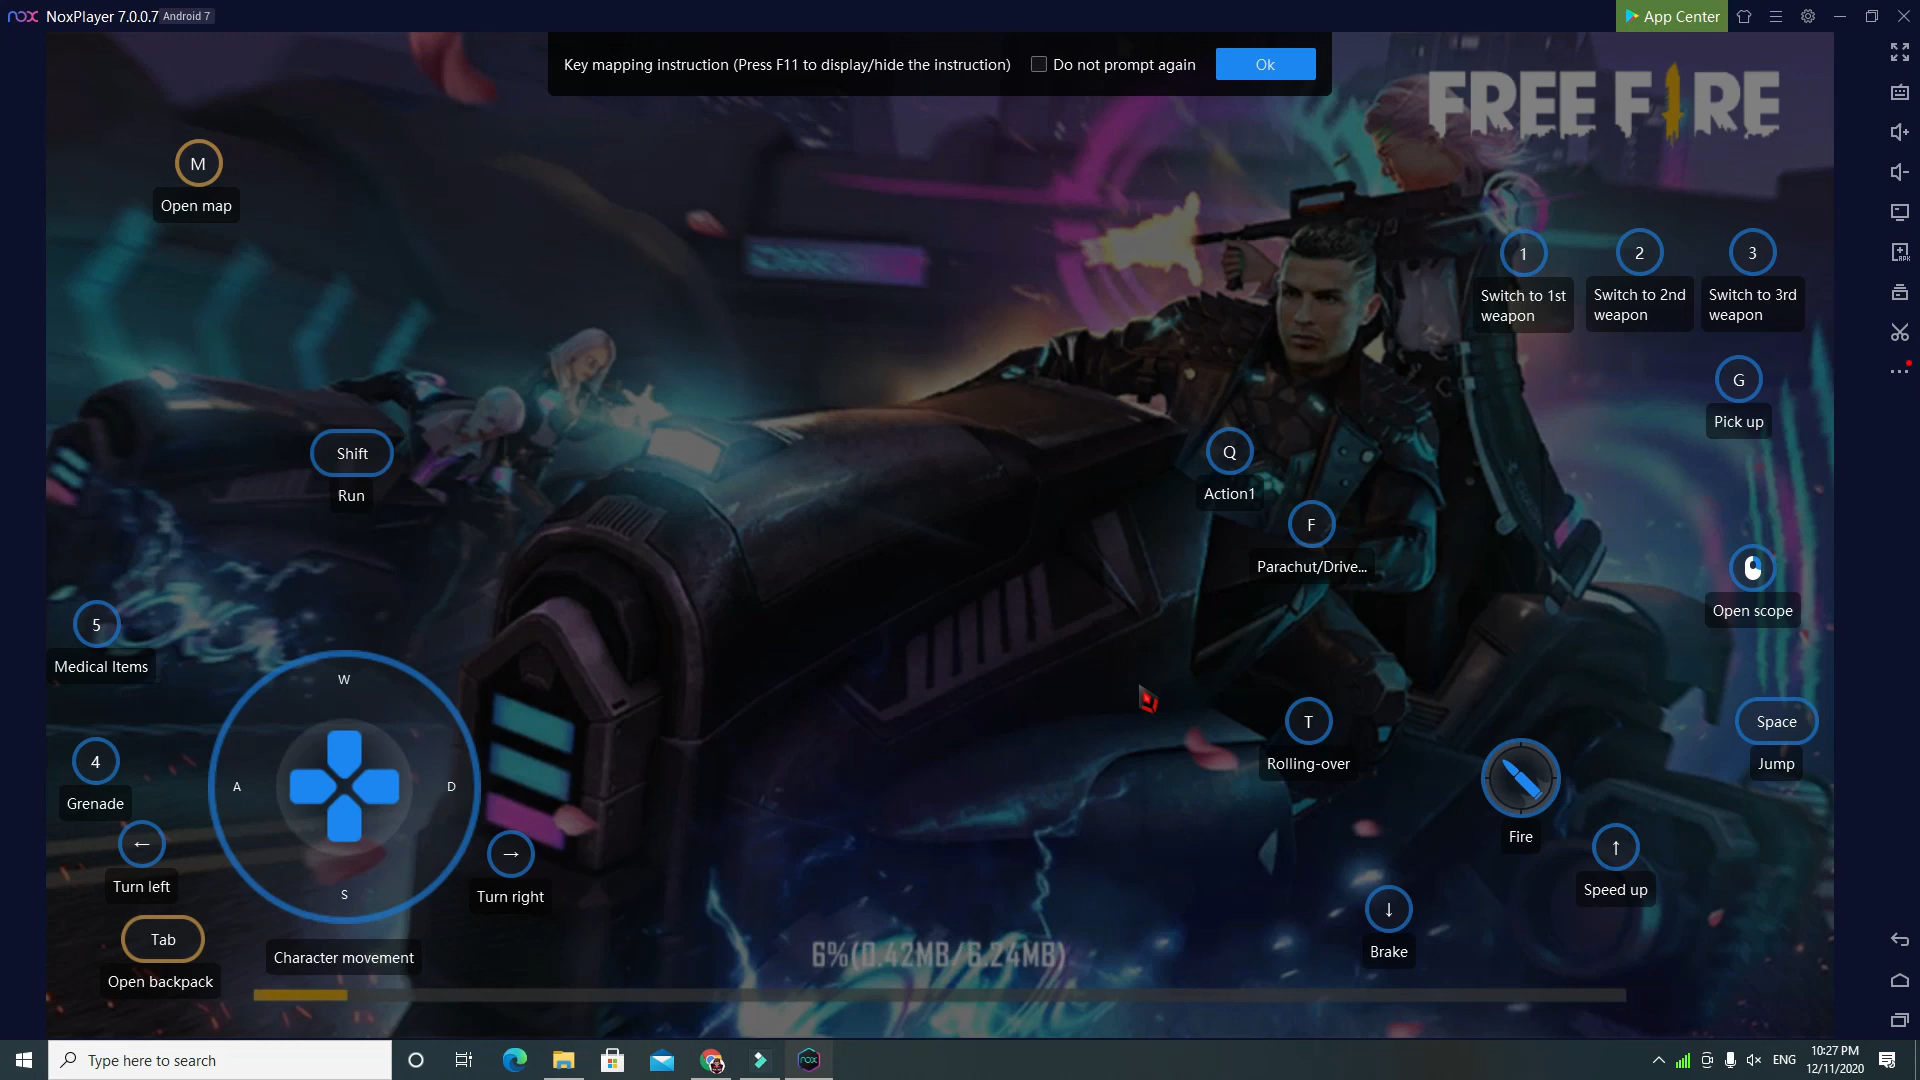 nox NoxPlayer 7.0.0.7 Android 7
App Center
Key mapping instruction (Press F11 to display/hide the instruction)
Do not prompt again
Ok
FREE FIRE
M
Open map
1
2
3
Switch to 1st
weapon
Switch to 2nd
weapon
Switch to 3rd
weapon
G
Pick up
Shift
Run
Q
Action1
F
Parachut/Drive...
Open scope
5
Medical Items
W
A
D
S
Character movement
4
Grenade
←
Turn left
→
Turn right
Tab
Open backpack
T
Rolling-over
Space
Jump
Fire
↑
Speed up
↓
Brake
6%(0.42MB/6.24MB)
Type here to search
nox
ENG
10:27 PM
12/11/2020